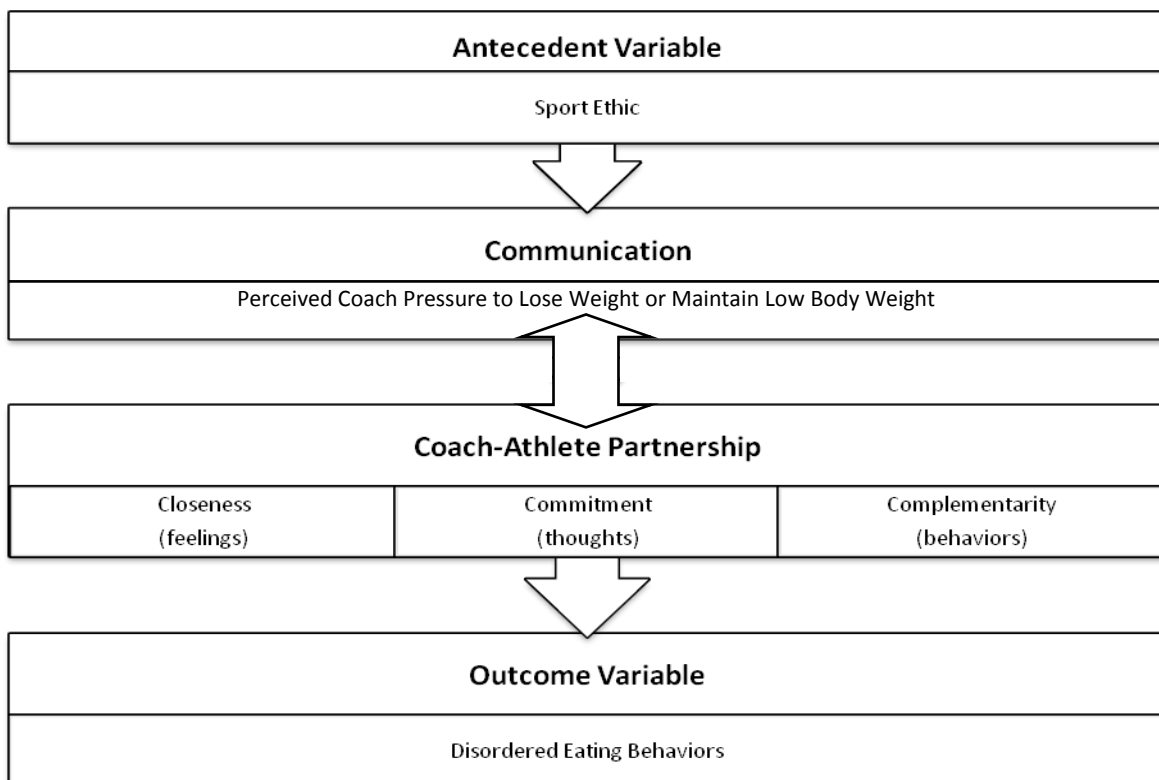 Antecedent Variable
Sport Ethic
Communication
Perceived Coach Pressure to Lose Weight or Maintain Low Body Weight
Coach-Athlete Partnership
Closeness
(feelings)
Commitment
(thoughts)
Complementarity
(behaviors)
Outcome Variable
Disordered Eating Behaviors